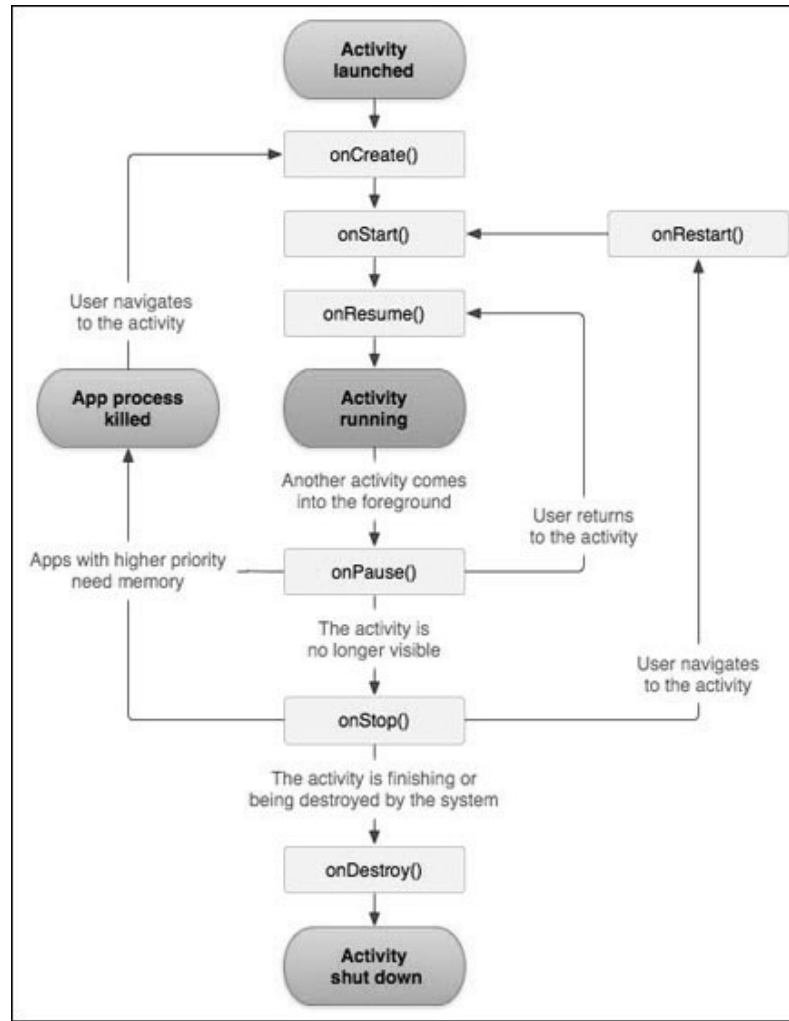 Activity
launched
onCreate()
onStart()
onRestart()
onResume()
User navigates
to the activity
App process
killed
Activity
running
Another activity comes
into the foreground
User returns
to the activity
Apps with higher priority
need memory
onPause()
The activity is
no longer visible
User navigates
to the activity
onStop()
The activity is finishing or
being destroyed by the system
onDestroy()
Activity
shut down